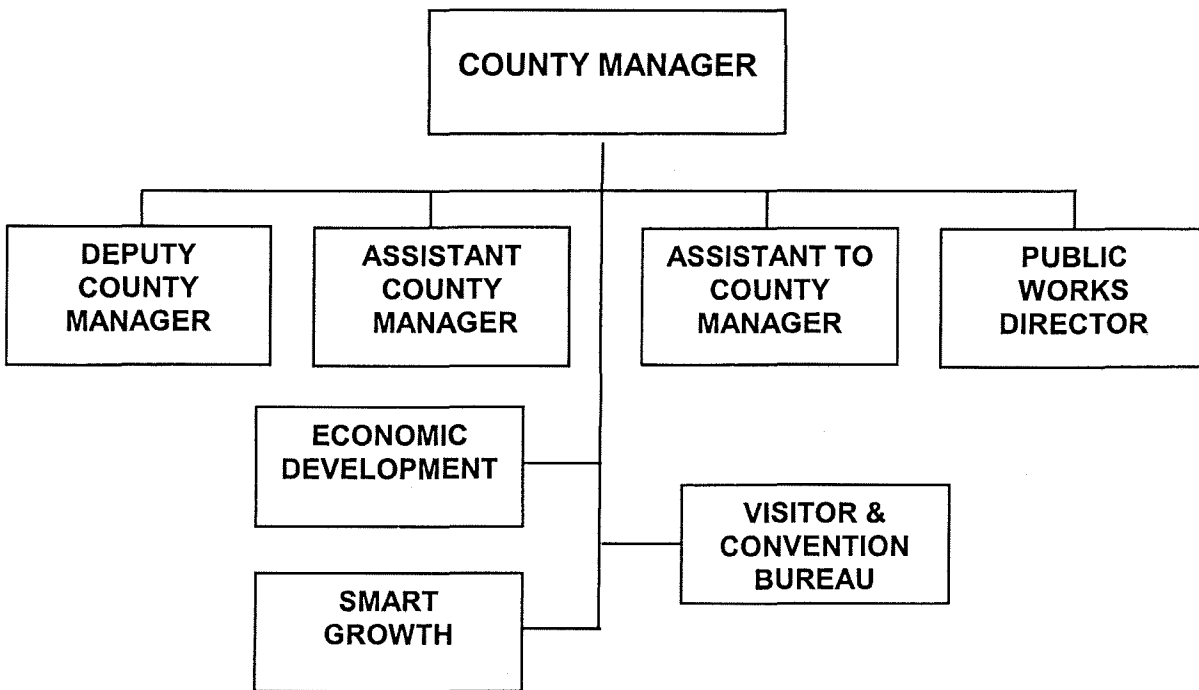 COUNTY MANAGER
DEPUTY
COUNTY
MANAGER
ASSISTANT
COUNTY
MANAGER
ASSISTANT TO
COUNTY
MANAGER
PUBLIC
WORKS
DIRECTOR
ECONOMIC
DEVELOPMENT
VISITOR &
CONVENTION
BUREAU
SMART
GROWTH